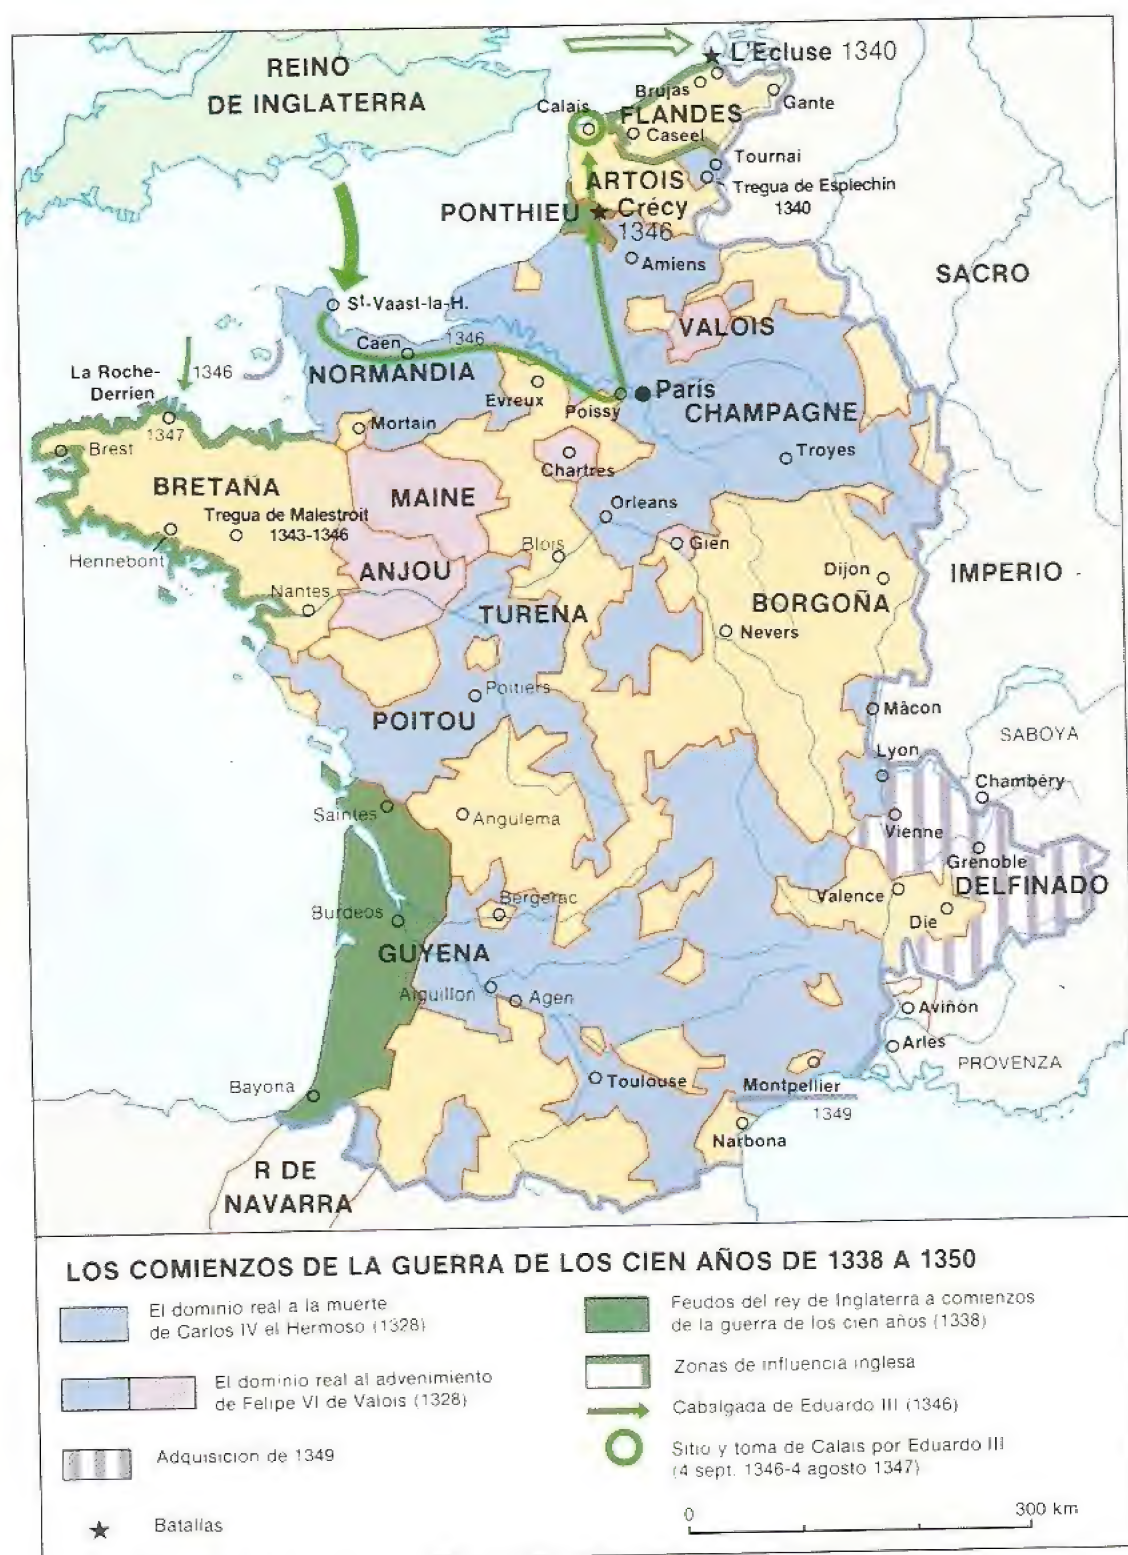 REINO
DE INGLATERRA
L'Ecluse 1340
Brujas
Gante
Calais
FLANDES
Caseel
Tournai
ARTOIS
Tregua de Esplechin
1340
PONTHIEU
Crécy
1346
Amiens
SACRO
St-Vaast-la-H.
VALOIS
Caen
1346
La Roche-
Derrien
1346
NORMANDIA
Evreux
Poissy
París
CHAMPAGNE
1347
Mortain
Brest
Chartres
Troyes
BRETAÑA
MAINE
Orleans
Tregua de Malestroit
1343-1346
Hennebont
Blois
Gien
ANJOU
Dijon
IMPERIO
Nantes
TURENA
BORGOÑA
Nevers
Poitiers
POITOU
Mâcon
SABOYA
Lyon
Chambéry
Saintes
Angulema
Vienne
Grenoble
DELFINADO
Valence
Bergerac
Burdeos
Die
GUYENA
Aiguillon
Agen
Aviñón
Arles
PROVENZA
Bayona
Toulouse
Montpellier
1349
Narbona
R DE
NAVARRA
LOS COMIENZOS DE LA GUERRA DE LOS CIEN AÑOS DE 1338 A 1350
El dominio real a la muerte
de Carlos IV el Hermoso (1328)
El dominio real al advenimiento
de Felipe VI de Valois (1328)
Adquisicion de 1349
Batallas
Feudos del rey de Inglaterra a comienzos
de la guerra de los cien años (1338)
Zonas de influencia inglesa
Cabalgada de Eduardo III (1346)
Sitio y toma de Calais por Eduardo III
(4 sept. 1346-4 agosto 1347)
0 300 km